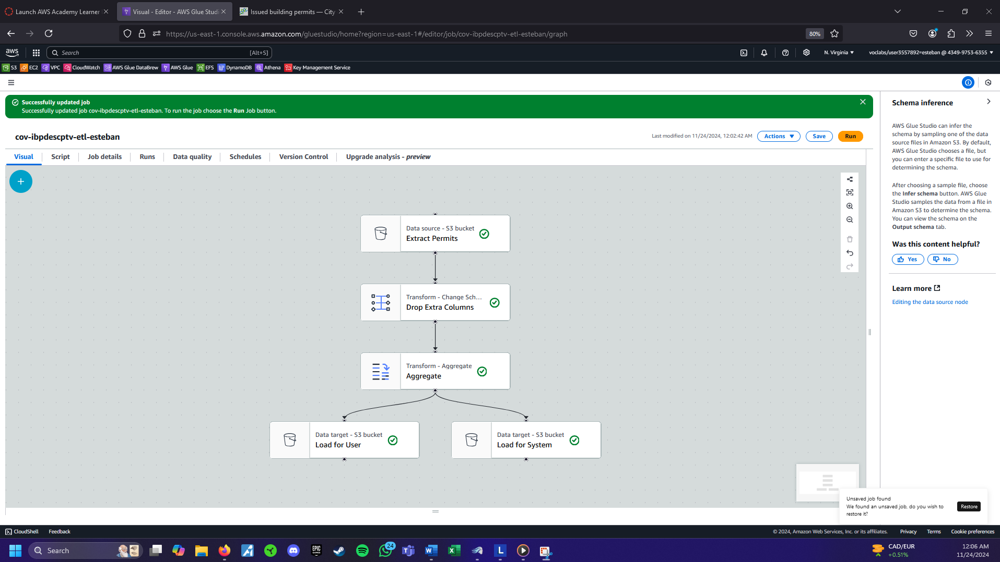 Launch AWS Academy Learner
Visual - Editor - AWS Glue Studi
Issued building permits — City
https://us-east-1.console.aws.amazon.com/gluestudio/home?region=us-east-1#/editor/job/cov-ibpdescptv-etl-esteban/graph
80%
aws
Search
[Alt+S]
N. Virginia
voclabs/user3557892=esteban @ 4349-9753-6355
S3
EC2
VPC
CloudWatch
AWS Glue DataBrew
AWS Glue
EFS
DynamoDB
Athena
Key Management Service
Successfully updated job
Successfully updated job cov-ibpdescptv-etl-esteban. To run the job choose the Run Job button.
cov-ibpdescptv-etl-esteban
Last modified on 11/24/2024, 12:02:42 AM
Actions
Save
Run
Visual
Script
Job details
Runs
Data quality
Schedules
Version Control
Upgrade analysis - preview
Data source - S3 bucket
Extract Permits
Transform - Change Sch...
Drop Extra Columns
Transform - Aggregate
Aggregate
Data target - S3 bucket
Load for User
Data target - S3 bucket
Load for System
Schema inference
AWS Glue Studio can infer the
schema by sampling one of the data
source files in Amazon S3. By default,
AWS Glue Studio chooses a file, but
you can enter a specific file to use for
determining the schema.
After choosing a sample file, choose
the Infer schema button. AWS Glue
Studio samples the data from a file in
Amazon S3 to determine the schema.
You can view the schema on the
Output schema tab.
Was this content helpful?
Yes
No
Learn more
Editing the data source node
Unsaved job found
We found an unsaved job, do you wish to
restore it?
Restore
CloudShell
Feedback
© 2024, Amazon Web Services, Inc. or its affiliates.
Privacy
Terms
Cookie preferences
Search
EPIC
GAMES
24
L
CAD/EUR
+0.51%
12:06 AM
11/24/2024